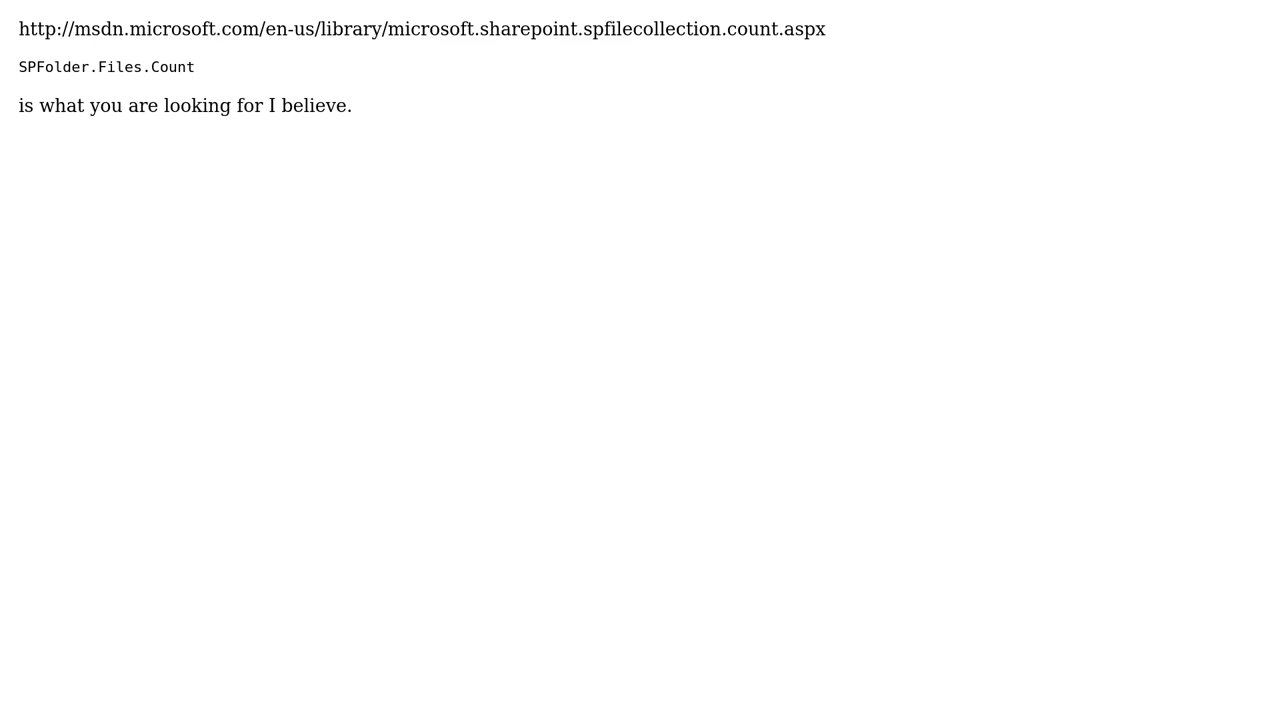 http://msdn.microsoft.com/en-us/library/microsoft.sharepoint.spfilecollection.count.aspx
SPFolder.Files.Count
is what you are looking for I believe.